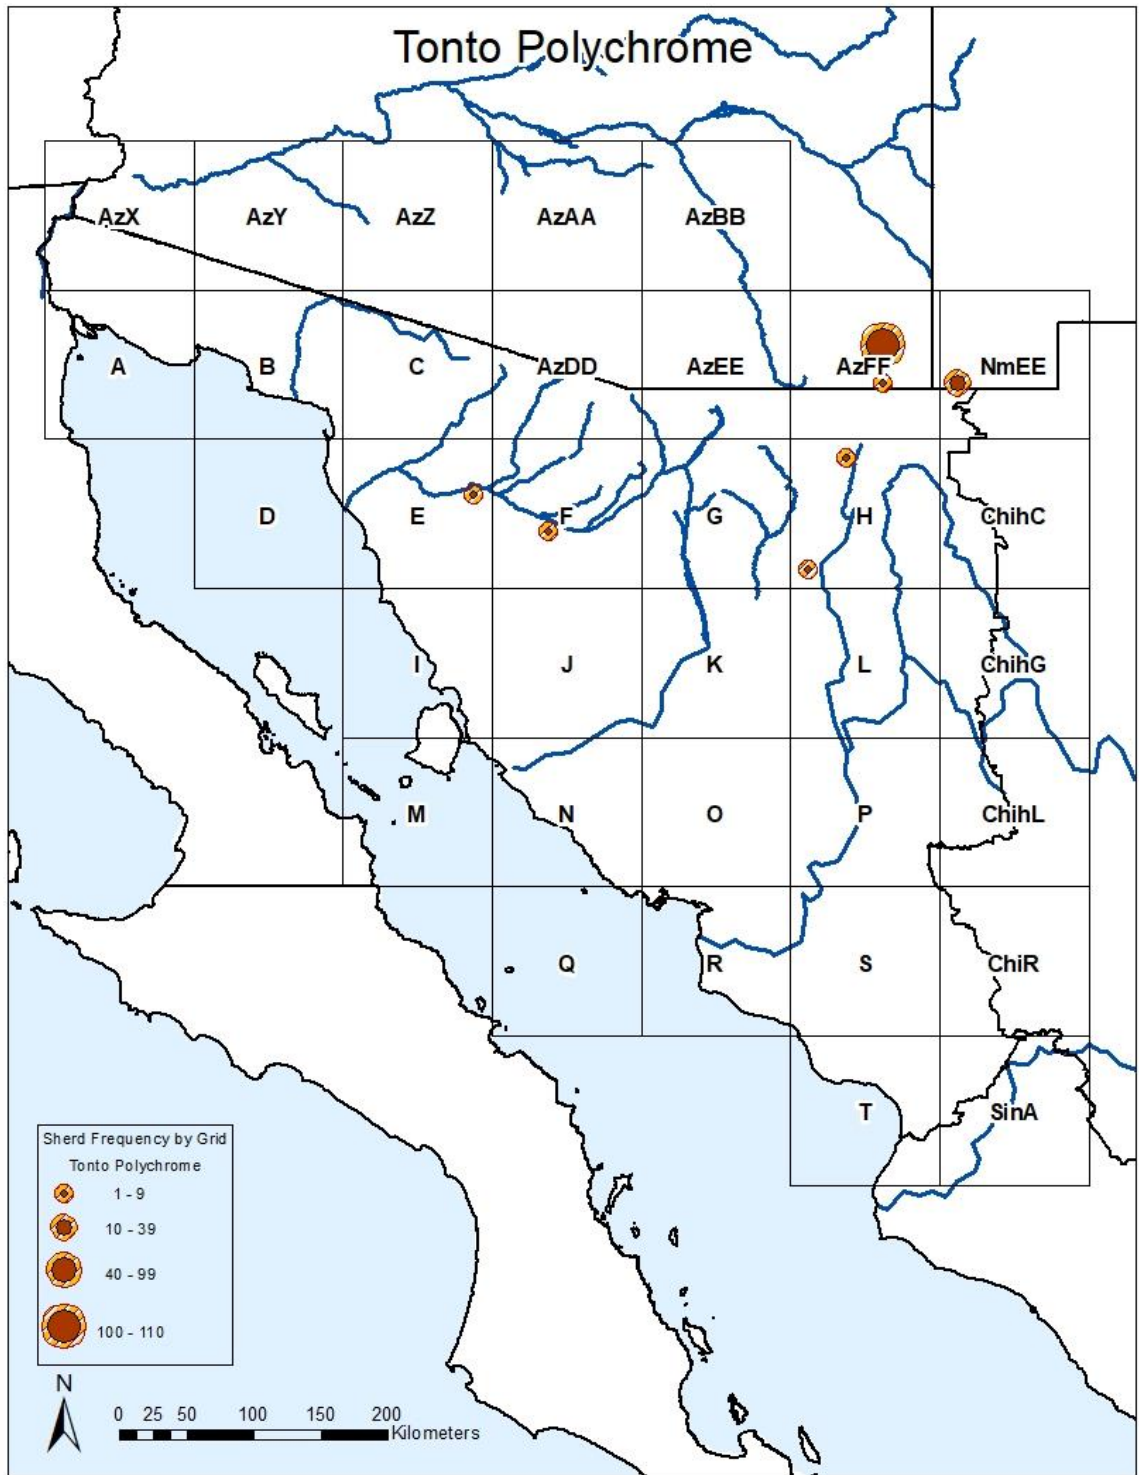 Tonto Polychrome
AzX AzY AzZ AzAA AzBB
A B C AzDD AzEE AzFF NmEE
D E F G H ChihC
I J K L ChihG
M N O P ChihL
Q R S ChiR
T SinA
Sherd Frequency by Grid
Tonto Polychrome
1 - 9
10 - 39
40 - 99
100 - 110
N
0 25 50 100 150 200
Kilometers